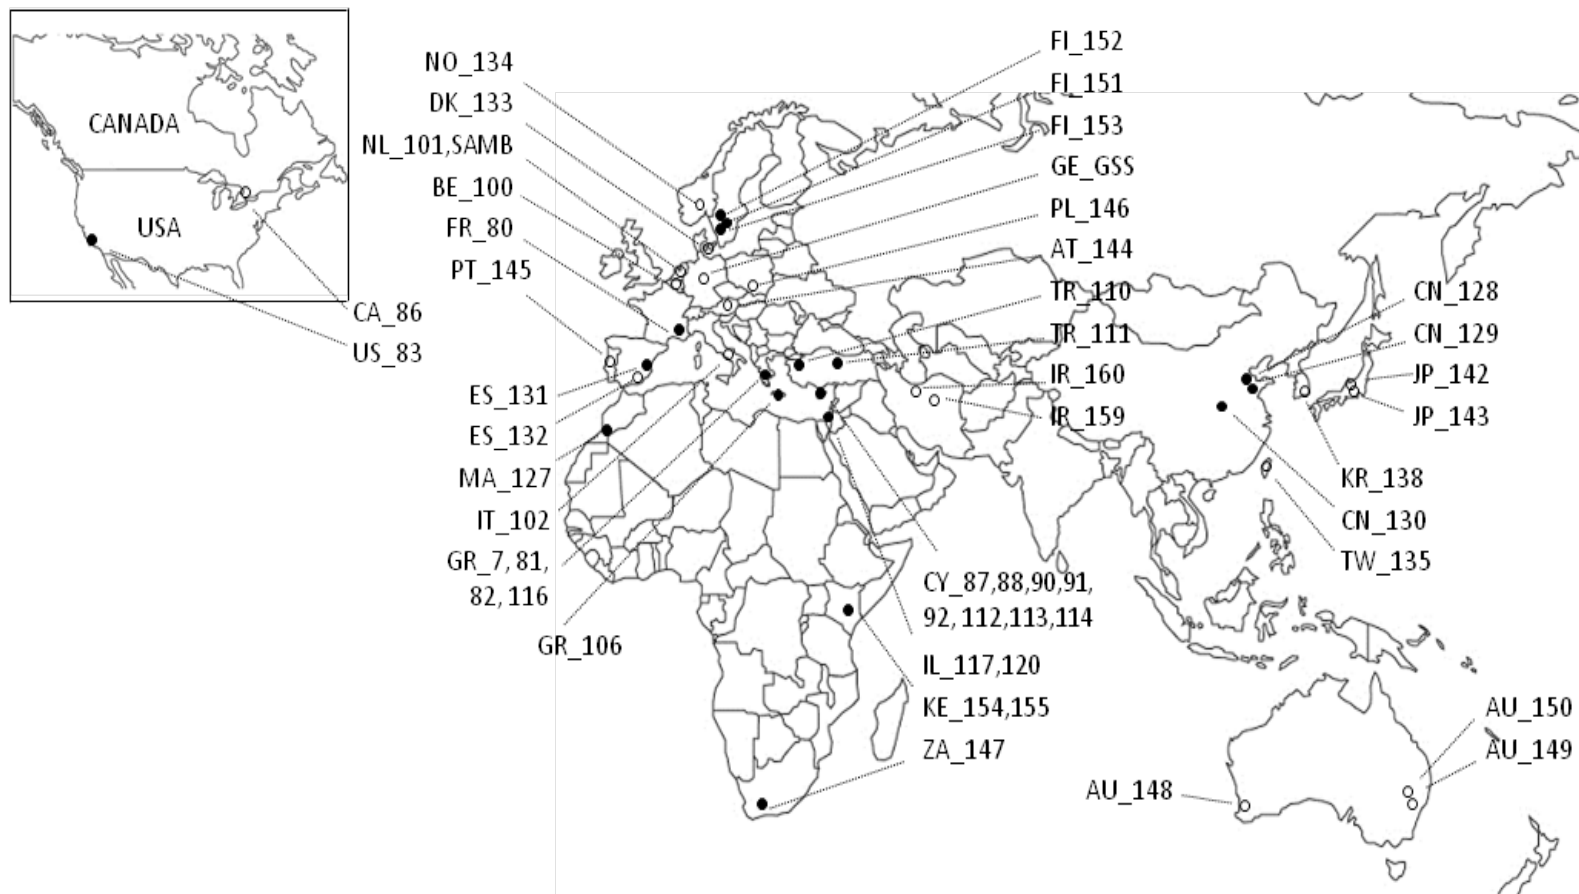 CANADA
USA
CA_86
US_83
NO_134
DK_133
NL_101,SAMB
BE_100
FR_80
PT_145
ES_131
ES_132
MA_127
IT_102
GR_7, 81,
82, 116
GR_106
FI_152
FI_151
FI_153
GE_GSS
PL_146
AT_144
TR_110
TR_111
IR_160
IR_159
CN_128
CN_129
JP_142
JP_143
KR_138
CN_130
TW_135
CY_87,88,90,91,
92, 112,113,114
IL_117,120
KE_154,155
ZA_147
AU_150
AU_149
AU_148